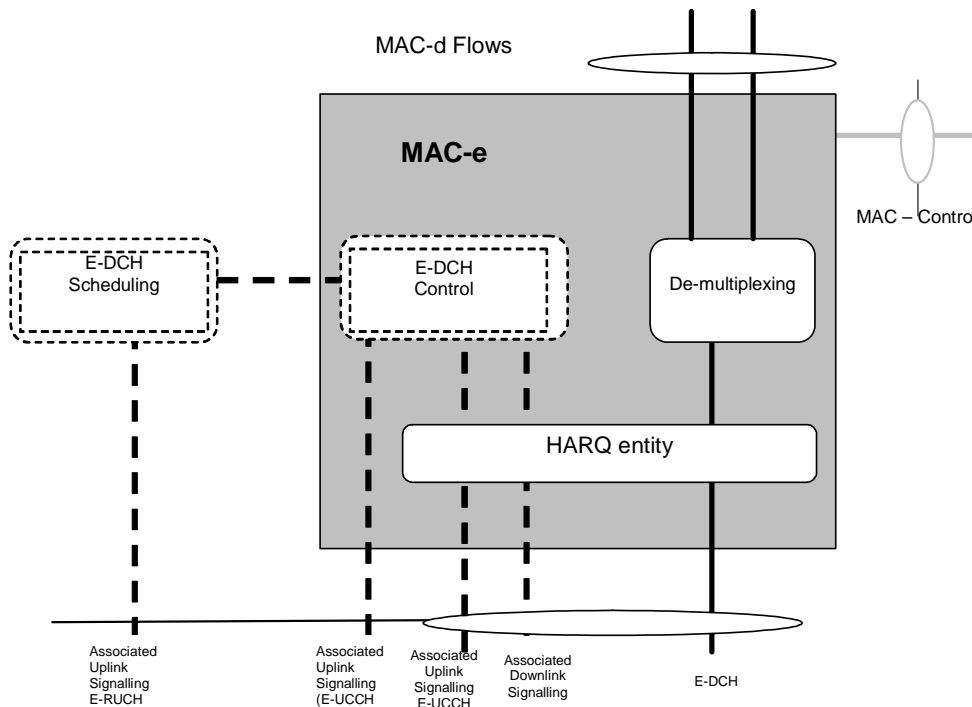 MAC-d Flows
MAC-e
MAC – Contro
E-DCH
Scheduling
E-DCH
Control
De-multiplexing
HARQ entity
Associated
Uplink
Signalling
E-RUCH
Associated
Uplink
Signalling
(E-UCCH
Associated
Uplink
Signalling
E-UCCH
Associated
Downlink
Signalling
E-DCH